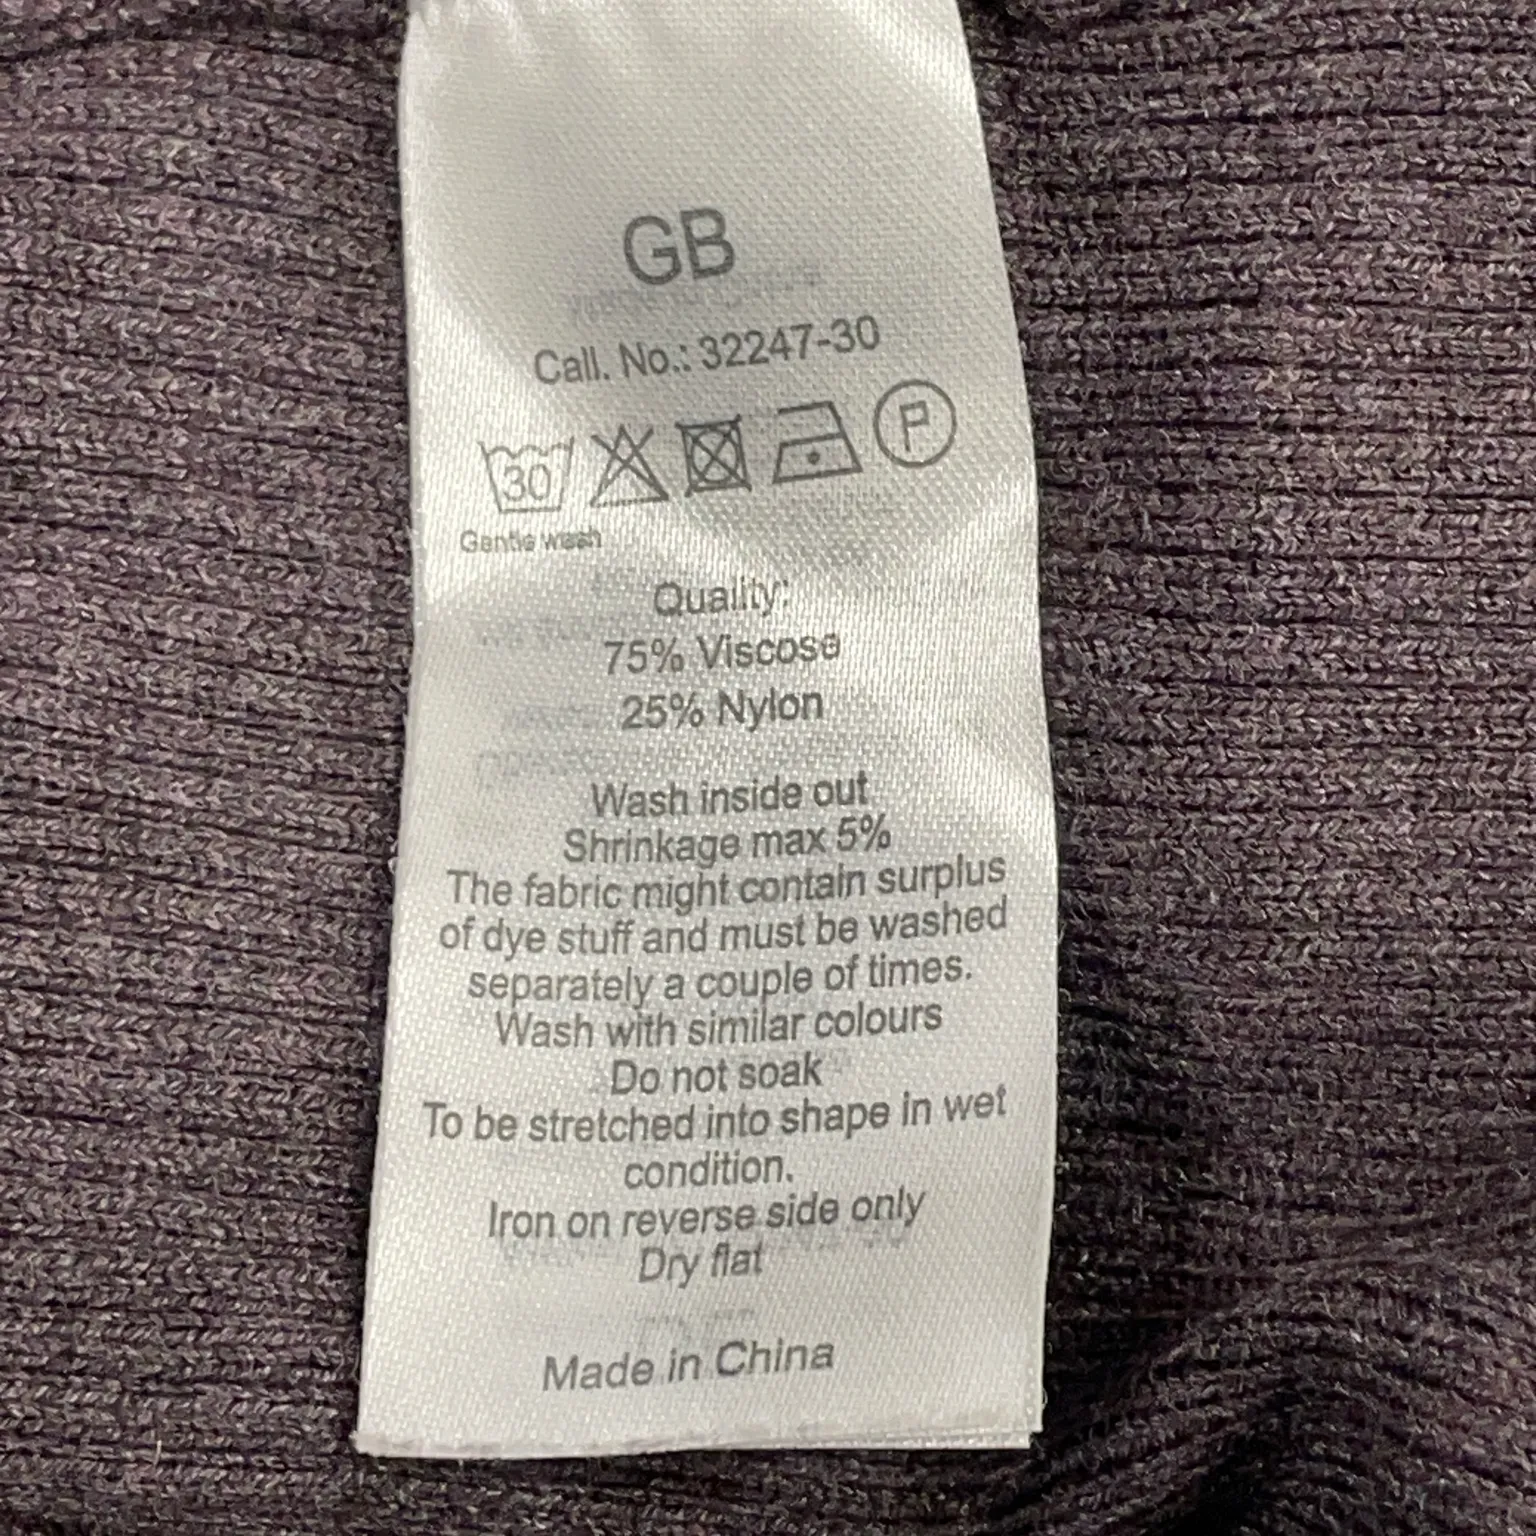 GB
Call. No.: 32247-30
30
P
Gentle wash
Quality:
75% Viscose
25% Nylon
Wash inside out
Shrinkage max 5%
The fabric might contain surplus
of dye stuff and must be washed
separately a couple of times.
Wash with similar colours
Do not soak
To be stretched into shape in wet
condition.
Iron on reverse side only
Dry flat
Made in China